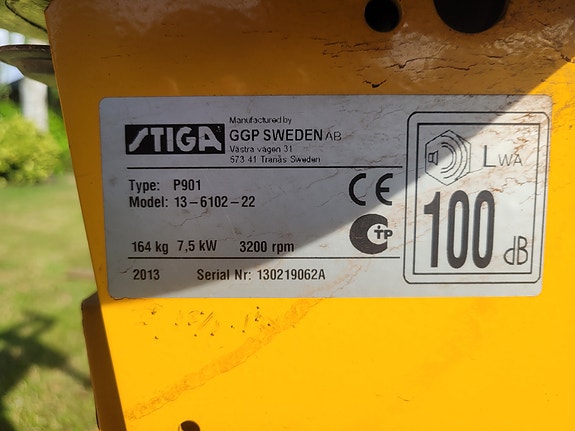 STIGA
Manufactured by
GGP SWEDEN AB
Västra vägen 31
573 41 Tranås Sweden
Type: P901
Model: 13-6102-22
CE
164 kg 7,5 kW 3200 rpm
2013 Serial Nr: 130219062A
LWA
100 dB